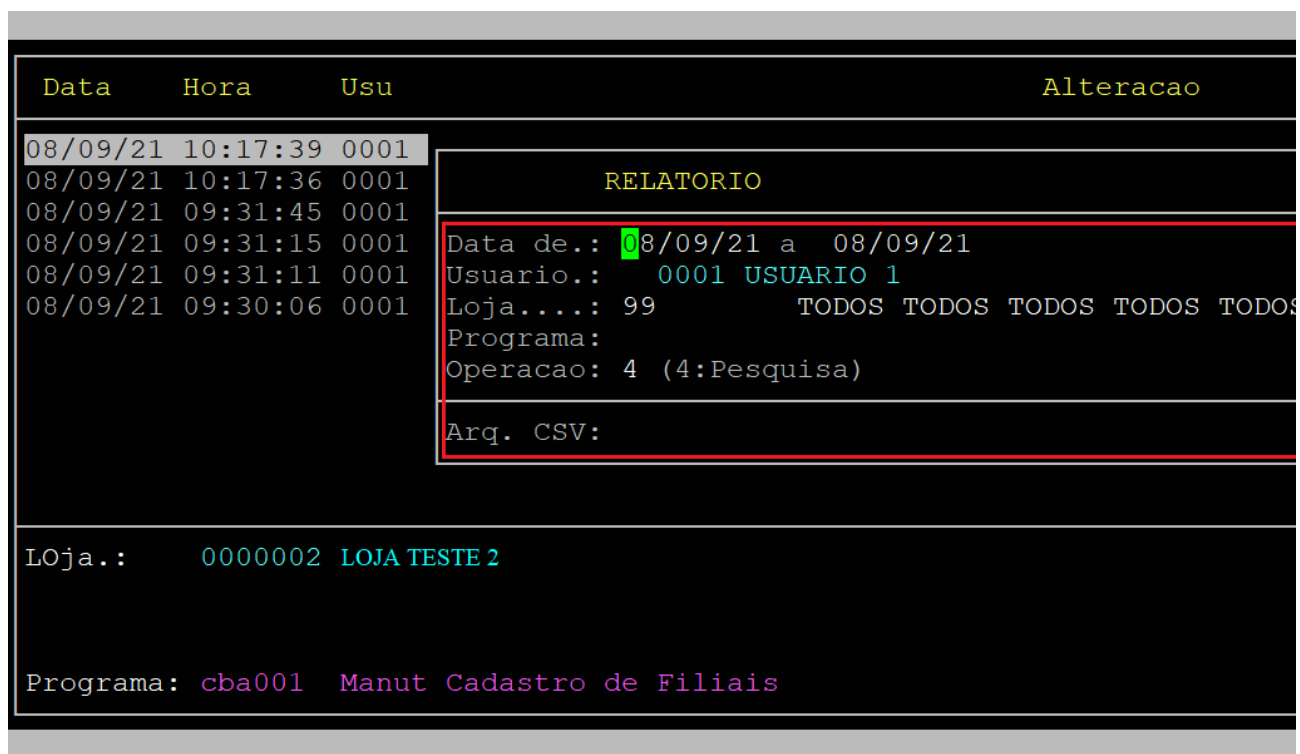 Data Hora Usu Alteracao
08/09/21 10:17:39 0001
08/09/21 10:17:36 0001 RELATORIO
08/09/21 09:31:45 0001
08/09/21 09:31:15 0001 Data de.: 08/09/21 a 08/09/21
08/09/21 09:31:11 0001 Usuario.: 0001 USUARIO 1
08/09/21 09:30:06 0001 Loja....: 99 TODOS TODOS TODOS TODOS TODOS
Programa:
Operacao: 4 (4:Pesquisa)
Arq. CSV:
LOja.: 0000002 LOJA TESTE 2
Programa: cba001 Manut Cadastro de Filiais